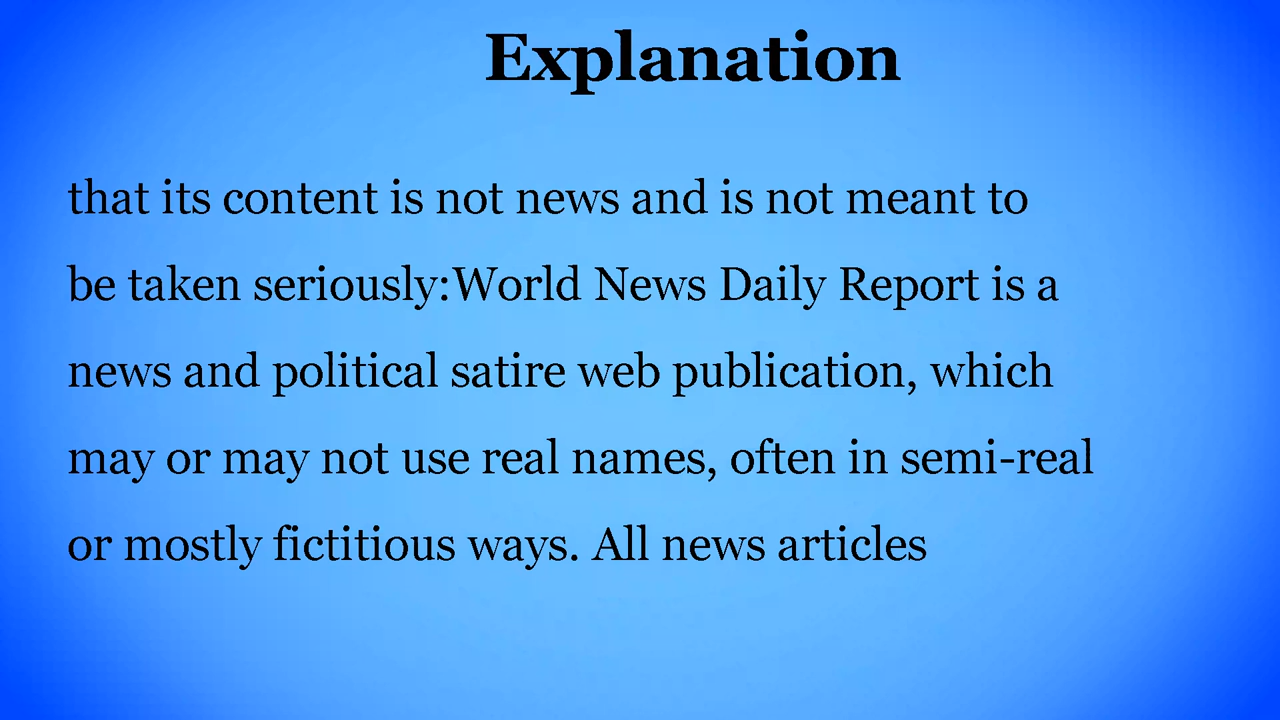 Explanation
that its content is not news and is not meant to
be taken seriously:World News Daily Report is a
news and political satire web publication, which
may or may not use real names, often in semi-real
or mostly fictitious ways. All news articles